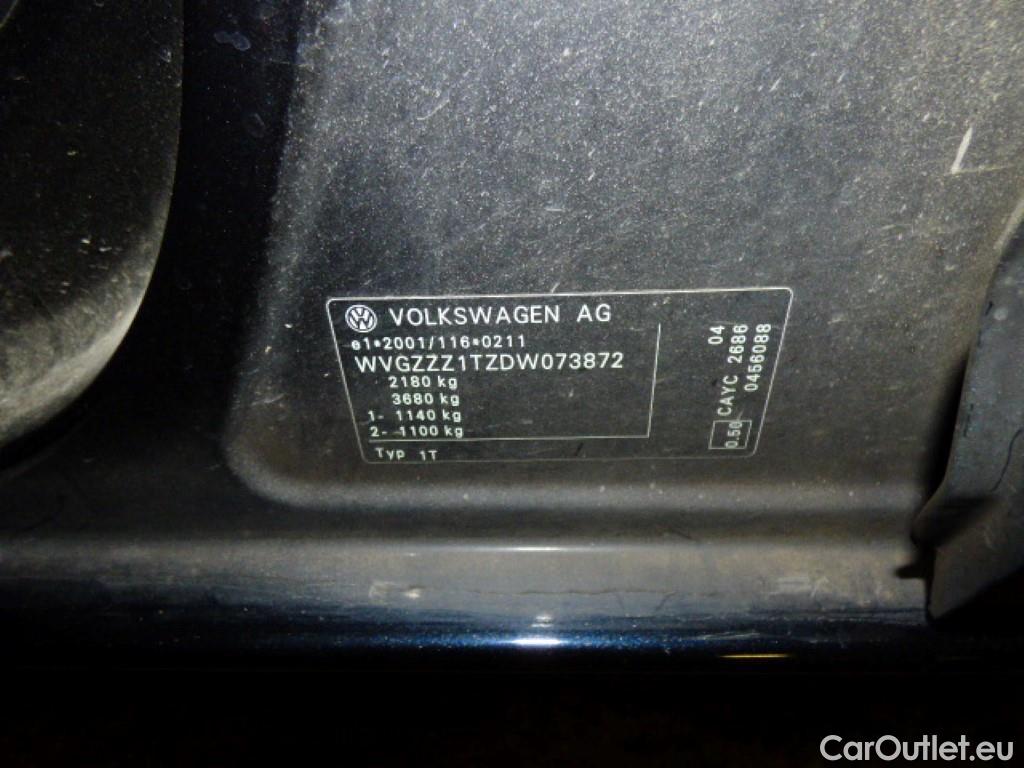 VOLKSWAGEN AG
e1*2001/116*0211
WVGZZZ1TZDW073872
2180 kg
3680 kg
1- 1140 kg
2- 1100 kg
Typ 1T
04
CAYC 2686
0.50
0456088
CarOutlet.eu